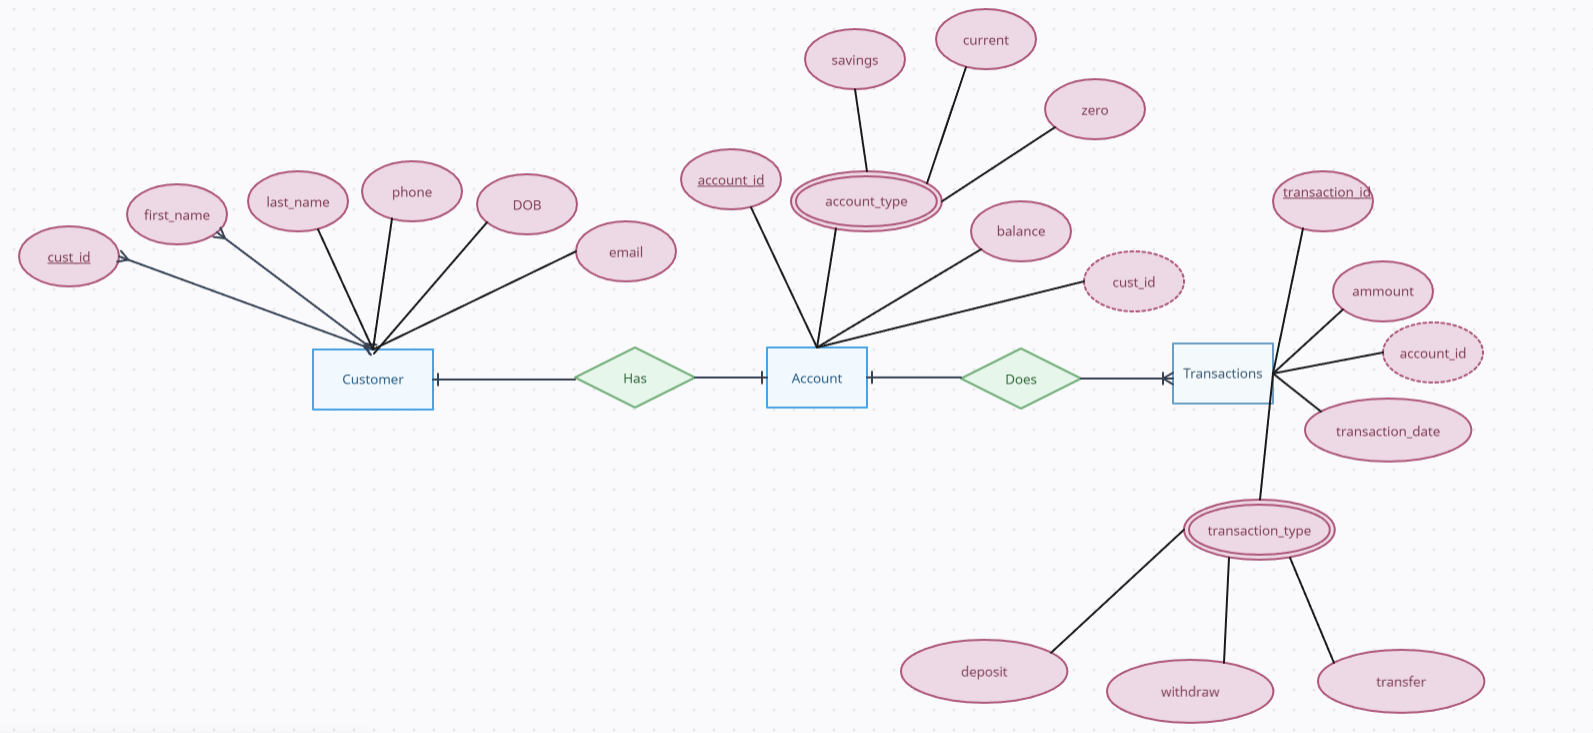 savings
current
zero
account_id
account_type
balance
cust_id
cust_id
first_name
last_name
phone
DOB
email
transaction_id
ammount
account_id
transaction_date
Customer
Has
Account
Does
Transactions
transaction_type
deposit
withdraw
transfer